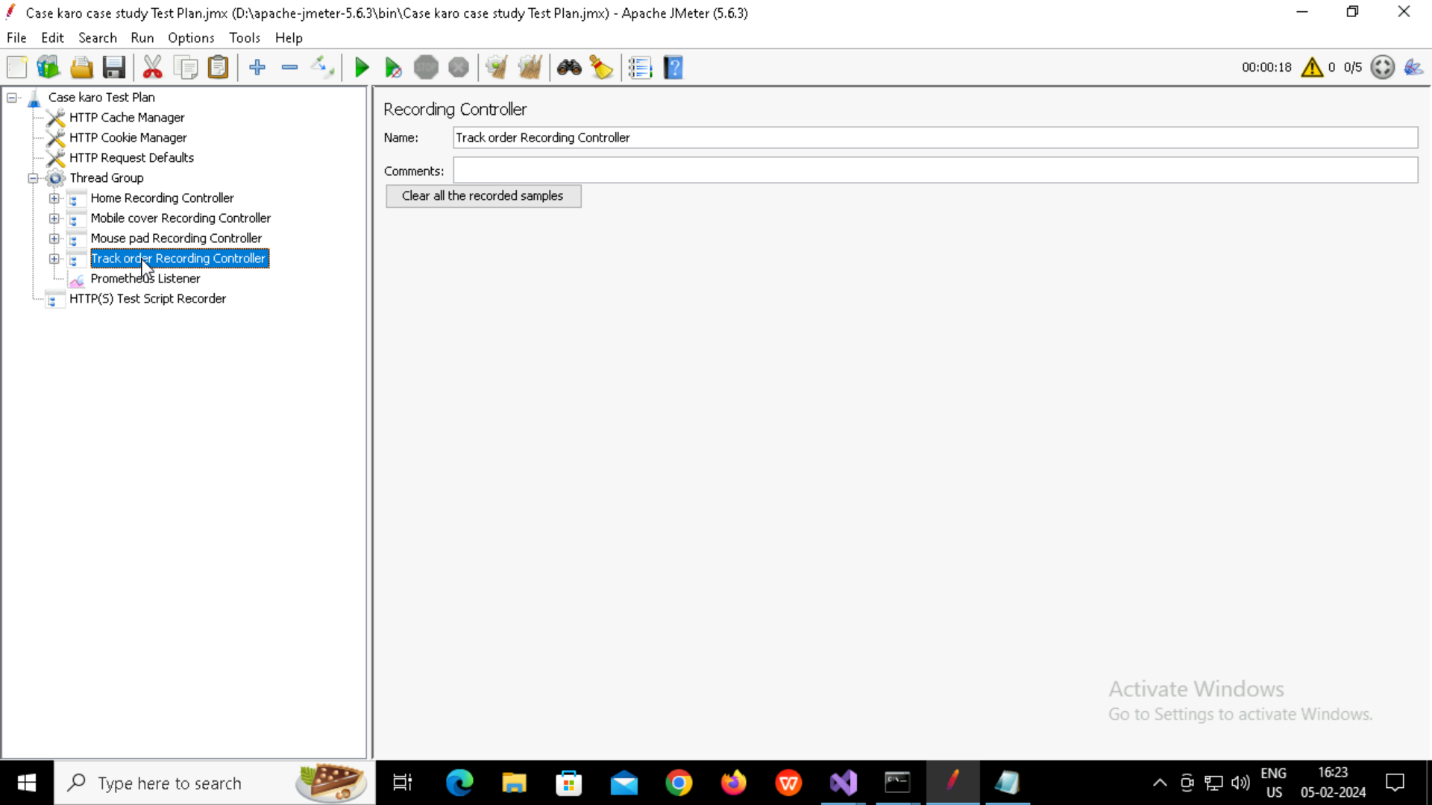 Case karo case study Test Plan.jmx (D:\apache-jmeter-5.6.3\bin\Case karo case study Test Plan.jmx) - Apache JMeter (5.6.3)
File Edit Search Run Options Tools Help
00:00:18 0 0/5
Case karo Test Plan
HTTP Cache Manager
HTTP Cookie Manager
HTTP Request Defaults
Thread Group
Home Recording Controller
Mobile cover Recording Controller
Mouse pad Recording Controller
Track order Recording Controller
Prometheus Listener
HTTP(S) Test Script Recorder
Recording Controller
Name: Track order Recording Controller
Comments:
Clear all the recorded samples
Activate Windows
Go to Settings to activate Windows.
Type here to search
ENG
US
16:23
05-02-2024